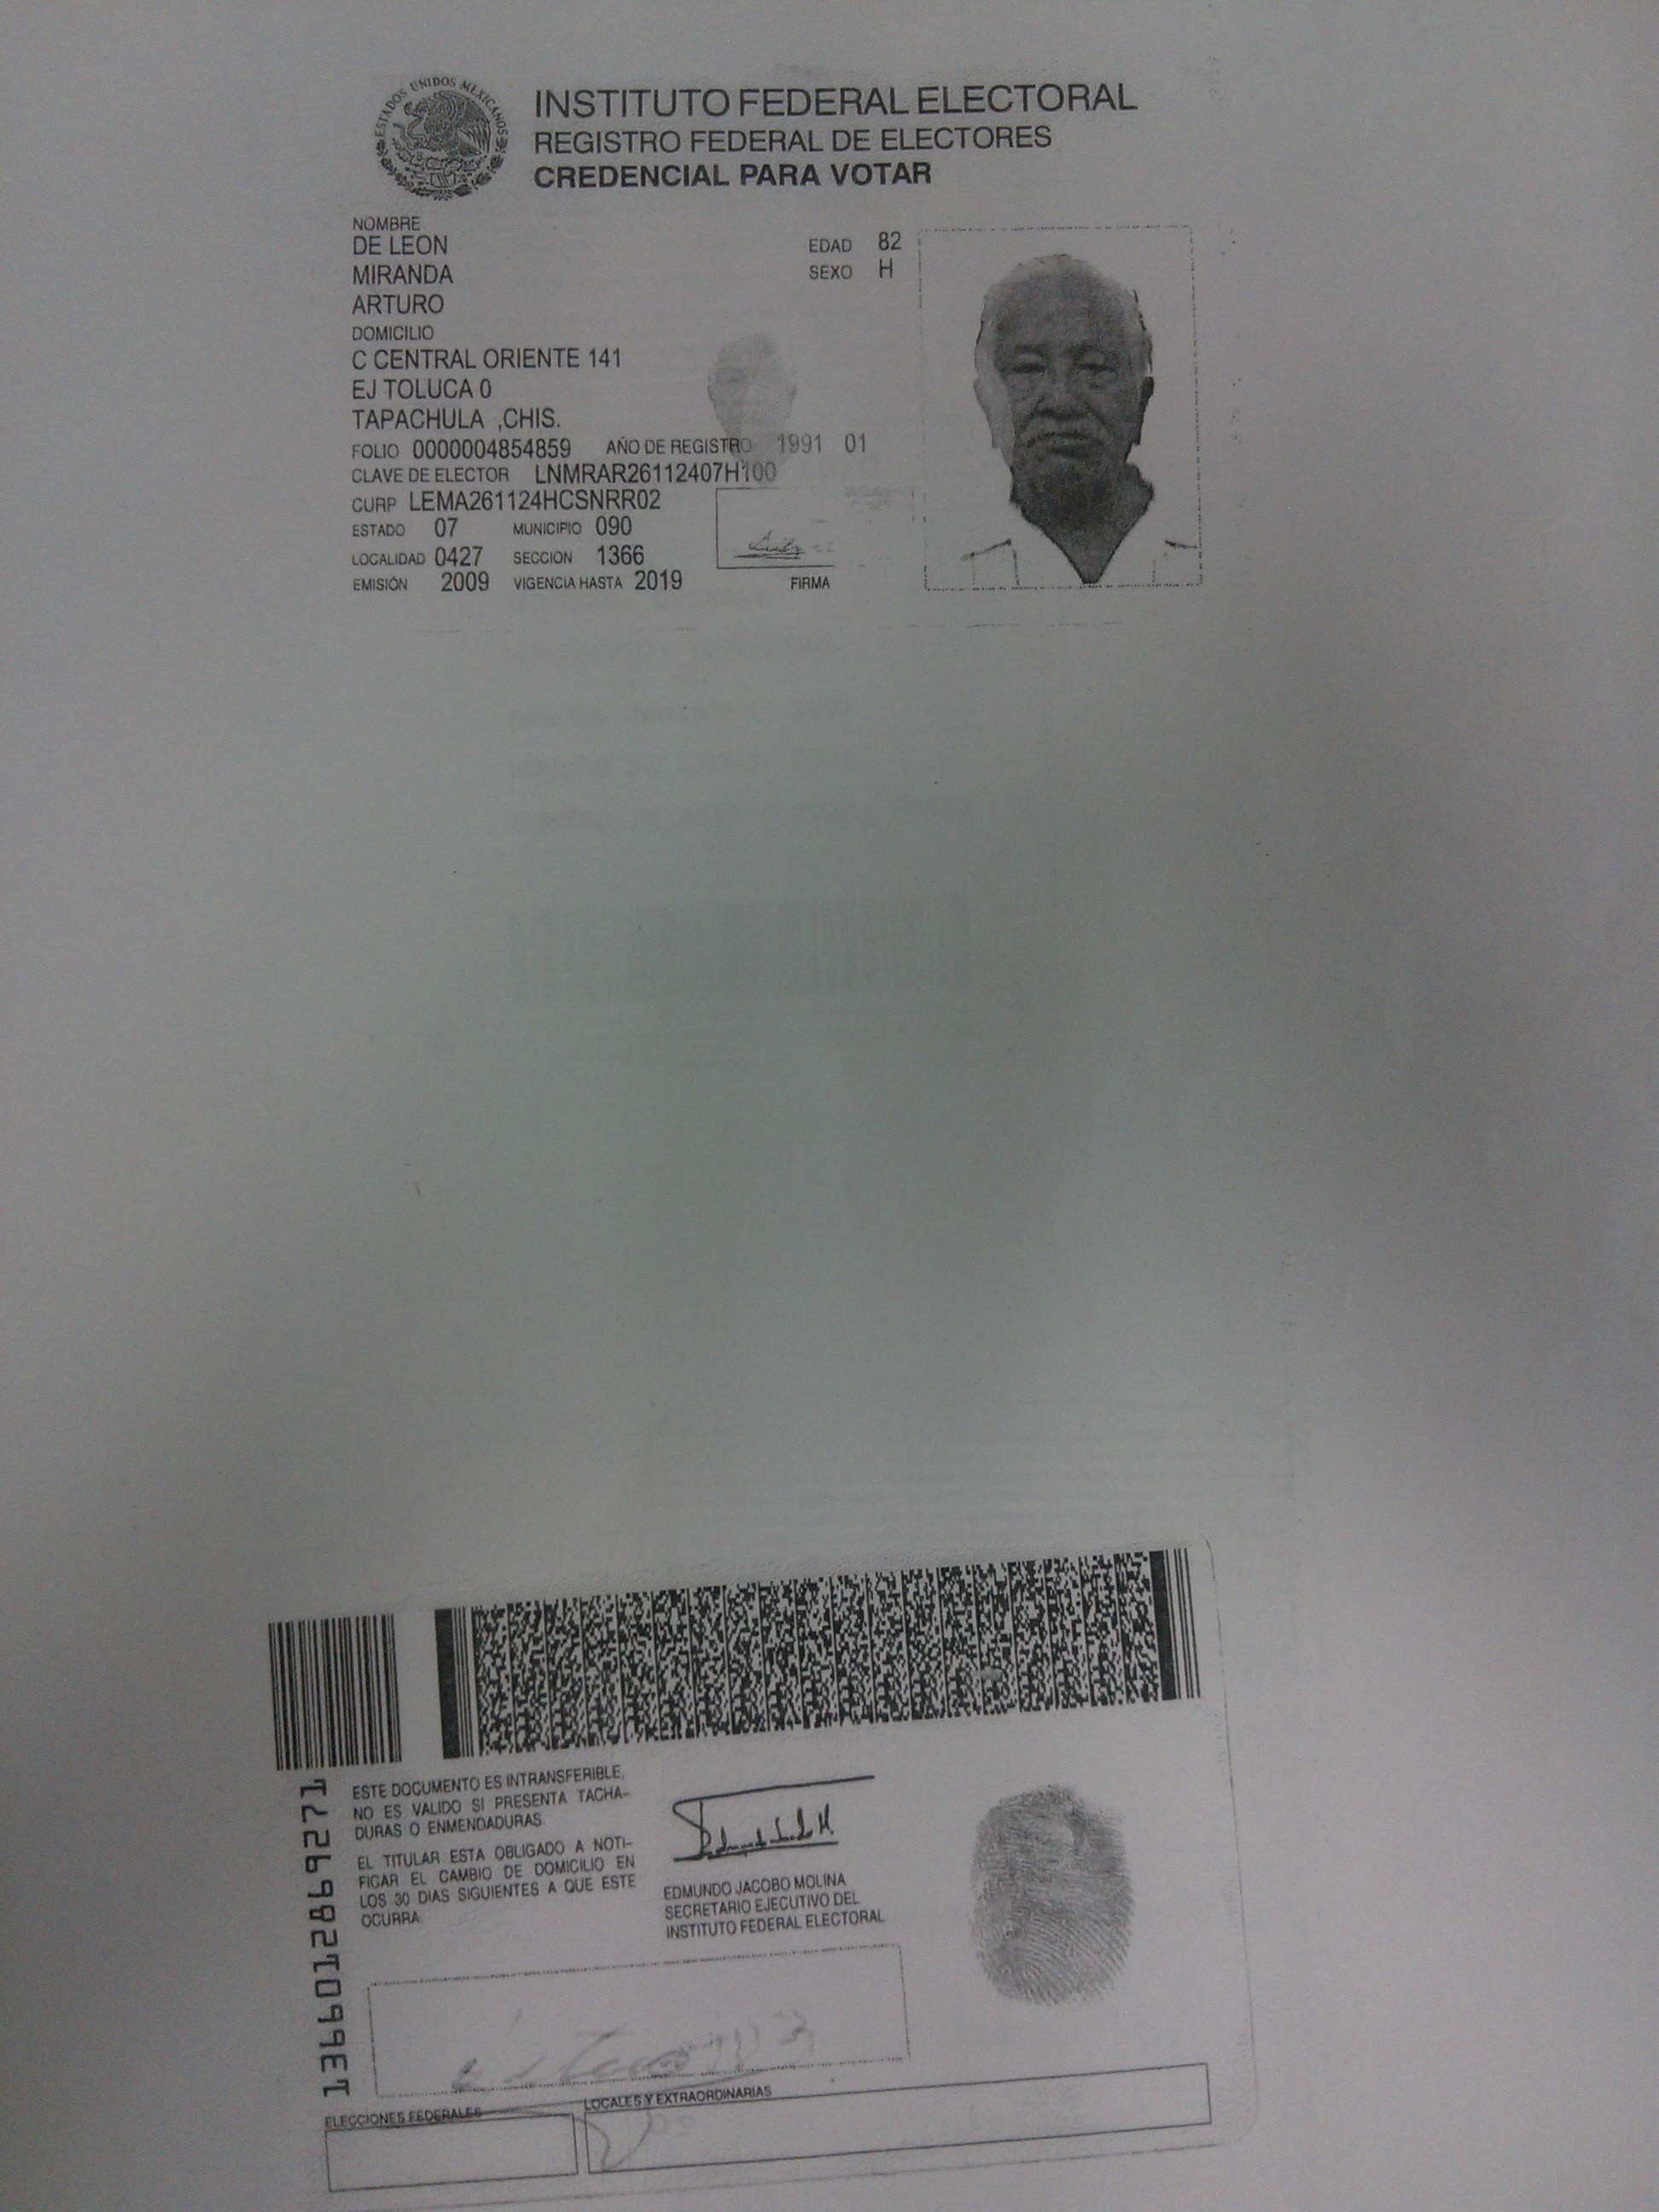 ESTADOS UNIDOS MEXICANOS
INSTITUTO FEDERAL ELECTORAL
REGISTRO FEDERAL DE ELECTORES
CREDENCIAL PARA VOTAR
NOMBRE
DE LEON
MIRANDA
ARTURO
EDAD 82
SEXO H
DOMICILIO
C CENTRAL ORIENTE 141
EJ TOLUCA 0
TAPACHULA ,CHIS.
FOLIO 0000004854859 AÑO DE REGISTRO 1991 01
CLAVE DE ELECTOR LNMRAR26112407H100
CURP LEMA261124HCSNRR02
ESTADO 07 MUNICIPIO 090
LOCALIDAD 0427 SECCION 1366
EMISIÓN 2009 VIGENCIA HASTA 2019
FIRMA
1366012869271
ESTE DOCUMENTO ES INTRANSFERIBLE,
NO ES VALIDO SI PRESENTA TACHA-
DURAS O ENMENDADURAS.
EL TITULAR ESTA OBLIGADO A NOTI-
FICAR EL CAMBIO DE DOMICILIO EN
LOS 30 DIAS SIGUIENTES A QUE ESTE
OCURRA
EDMUNDO JACOBO MOLINA
SECRETARIO EJECUTIVO DEL
INSTITUTO FEDERAL ELECTORAL
ELECCIONES FEDERALES
LOCALES Y EXTRAORDINARIAS